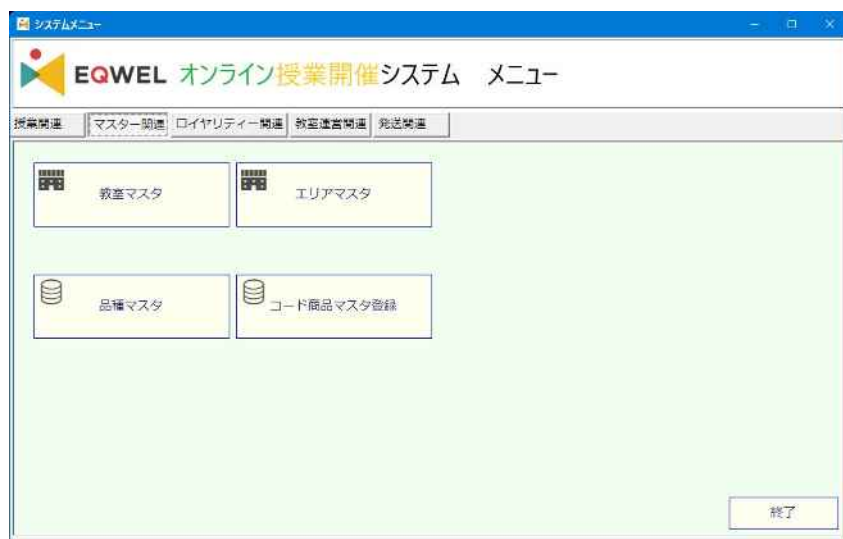 システムメニュー
EQWEL オンライン授業開催システム メニュー
授業関連 マスター関連 ロイヤリティー関連 教室運営関連 発送関連
教室マスタ エリアマスタ
品種マスタ コード商品マスタ登録
終了